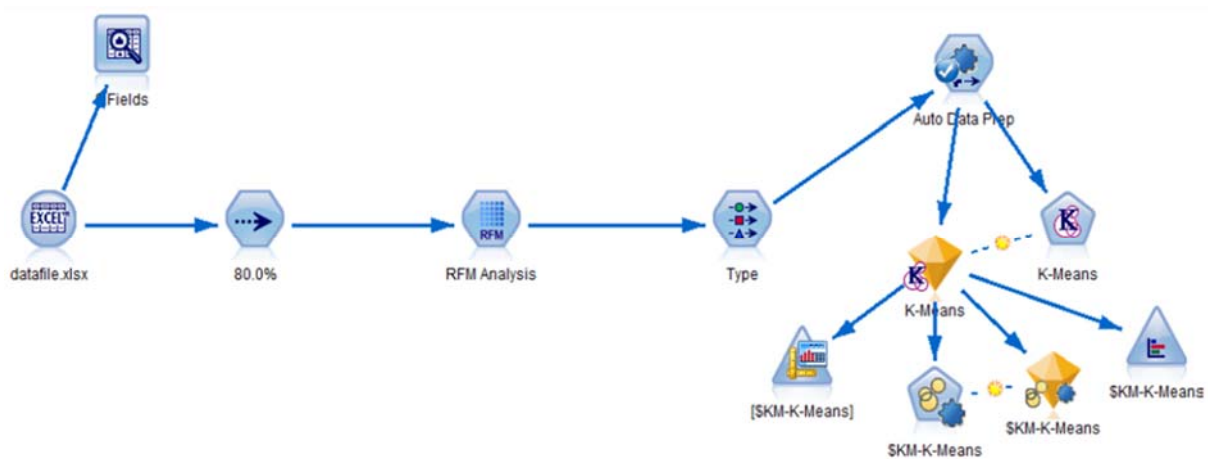 Fields
EXCEL
datafile.xlsx
80.0%
RFM
RFM Analysis
Type
Auto Data Prep
K
K-Means
K
K-Means
[$KM-K-Means]
$KM-K-Means
$KM-K-Means
$KM-K-Means